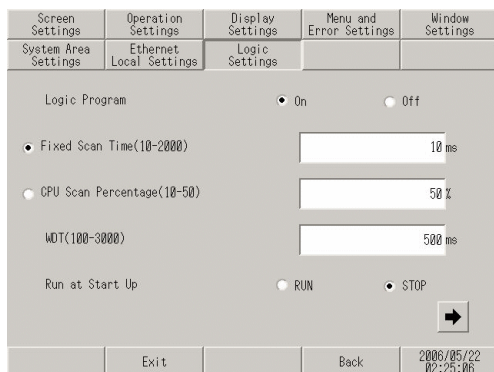 Screen Settings
Operation Settings
Display Settings
Menu and Error Settings
Window Settings
System Area Settings
Ethernet Local Settings
Logic Settings
Logic Program On Off
Fixed Scan Time(10-2000) 10 ms
CPU Scan Percentage(10-50) 50 %
WDT(100-3000) 500 ms
Run at Start Up RUN STOP
Exit
Back
2006/05/22
02:25:06